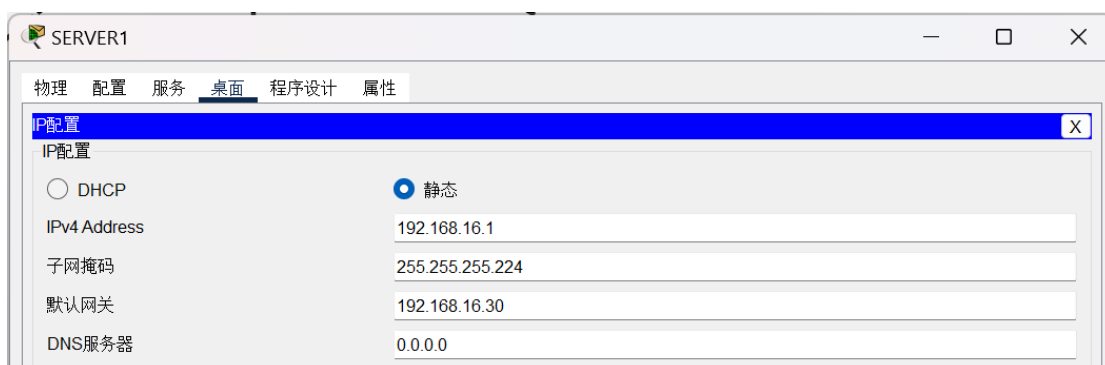 SERVER1
物理 配置 服务 桌面 程序设计 属性
IP配置 X
IP配置
DHCP 静态
IPv4 Address 192.168.16.1
子网掩码 255.255.255.224
默认网关 192.168.16.30
DNS服务器 0.0.0.0